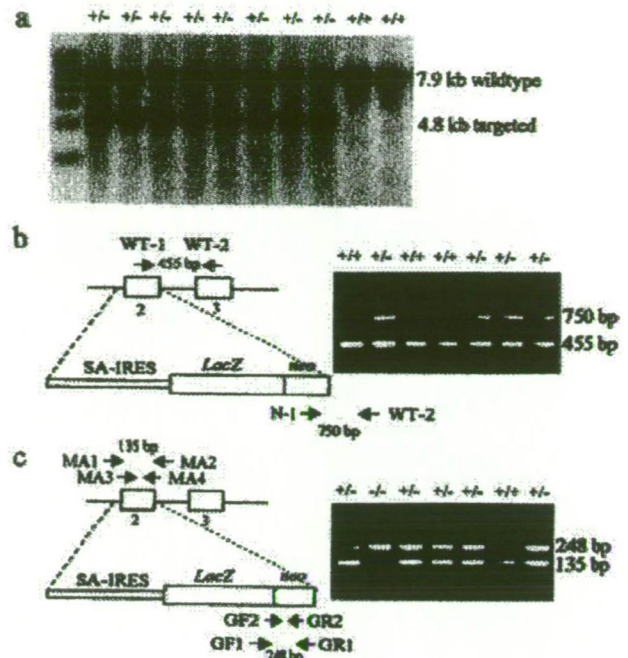 a
+/- +/- +/- +/- +/- +/- +/- +/- +/+ +/+
7.9 kb wildtype
4.8 kb targeted
b
WT-1 WT-2
455 bp
2 3
SA-IRES LacZ neo
N-1 WT-2
750 bp
+/+ +/- +/+ +/+ +/- +/- +/-
750 bp
455 bp
c
135 bp
MA1 MA2
MA3 MA4
2 3
SA-IRES LacZ neo
GF2 GR2
GF1 GR1
248 bp
+/- -/- +/- +/- +/- +/+ +/-
248 bp
135 bp